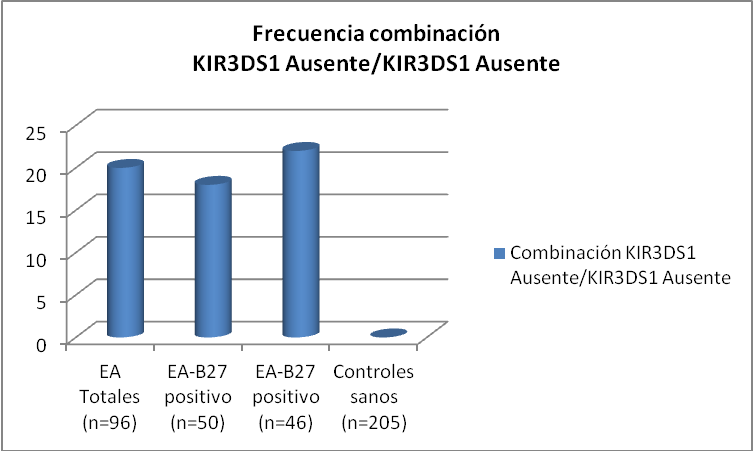 Frecuencia combinación
KIR3DS1 Ausente/KIR3DS1 Ausente
25
20
15
10
5
0
EA
Totales
(n=96)
EA-B27
positivo
(n=50)
EA-B27
positivo
(n=46)
Controles
sanos
(n=205)
Combinación KIR3DS1
Ausente/KIR3DS1 Ausente